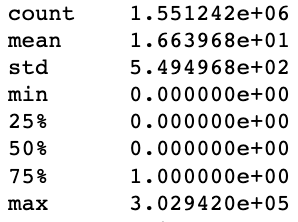 count 1.551242e+06
mean 1.663968e+01
std 5.494968e+02
min 0.000000e+00
25% 0.000000e+00
50% 0.000000e+00
75% 1.000000e+00
max 3.029420e+05